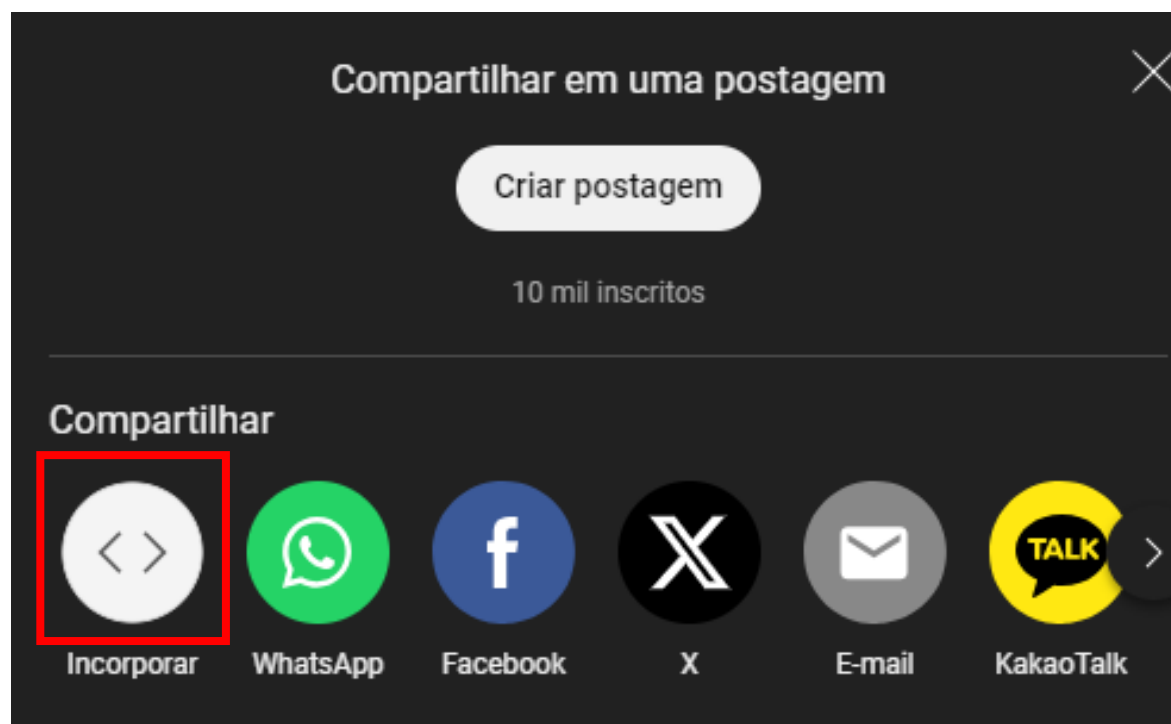 Compartilhar em uma postagem
Criar postagem
10 mil inscritos
Compartilhar
TALK
Incorporar WhatsApp Facebook X E-mail KakaoTalk